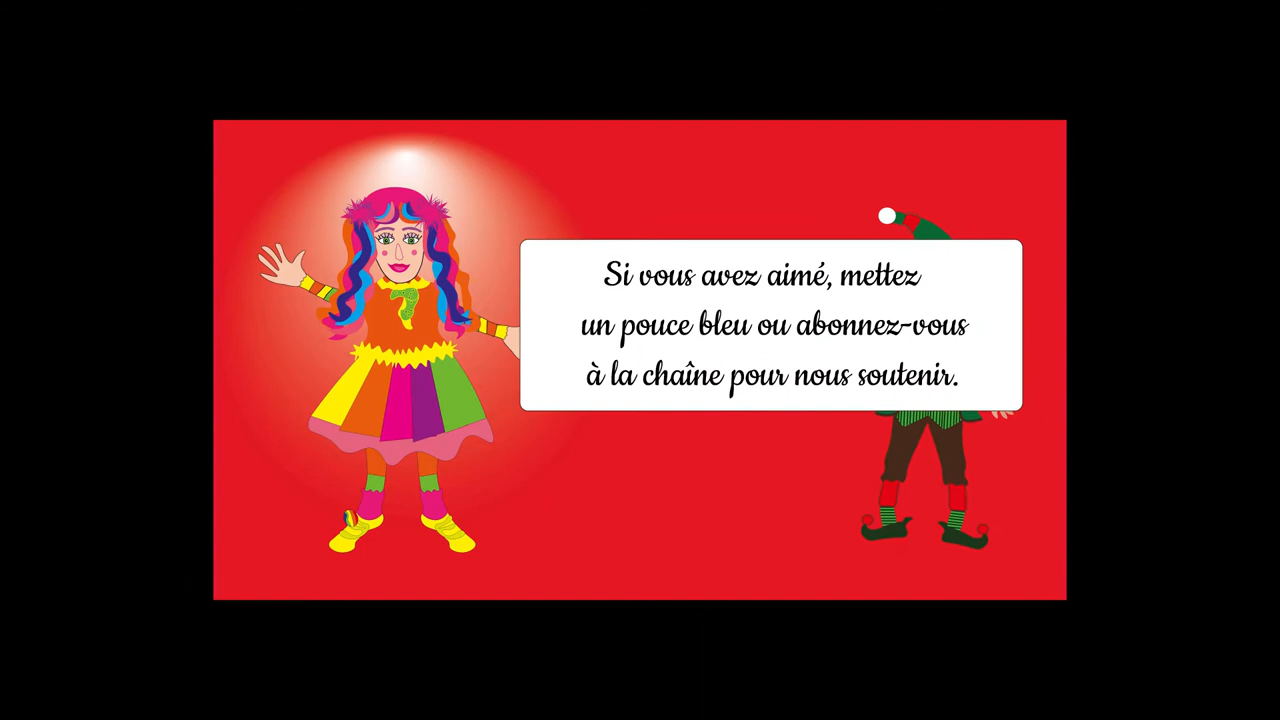 Si vous avez aimé, mettez
un pouce bleu ou abonnez-vous
à la chaîne pour nous soutenir.